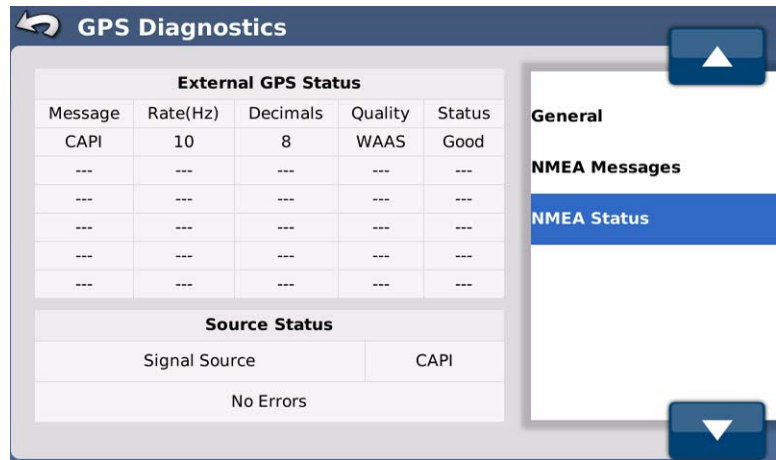 GPS Diagnostics
External GPS Status
Message Rate(Hz) Decimals Quality Status
CAPI 10 8 WAAS Good
--- --- --- --- ---
--- --- --- --- ---
--- --- --- --- ---
--- --- --- --- ---
--- --- --- --- ---
Source Status
Signal Source CAPI
No Errors
General
NMEA Messages
NMEA Status